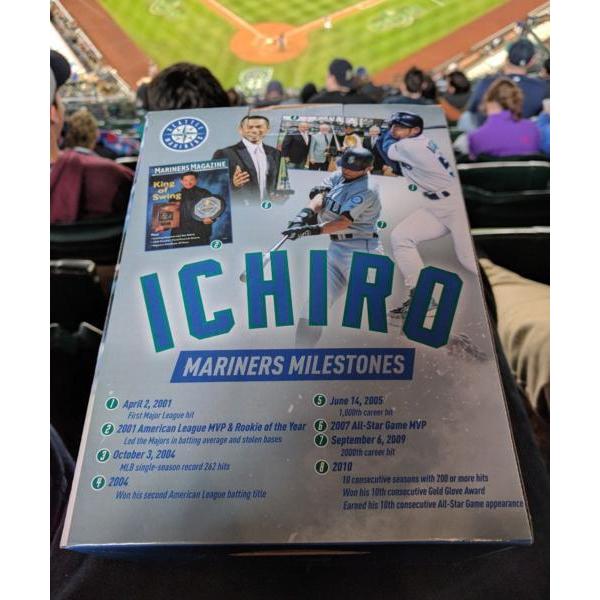 SEATTLE
MARINERS
MARINERS MAGAZINE
King
of
Swing
ICHIRO
MARINERS MILESTONES
1 April 2, 2001
First Major League hit
2 2001 American League MVP & Rookie of the Year
Led the Majors in batting average and stolen bases
3 October 3, 2004
MLB single-season record 262 hits
4 2004
Won his second American League batting title
5 June 14, 2005
1,000th career hit
6 2007 All-Star Game MVP
7 September 6, 2009
2000th career hit
8 2010
10 consecutive seasons with 200 or more hits
Won his 10th consecutive Gold Glove Award
Earned his 10th consecutive All-Star Game appearance